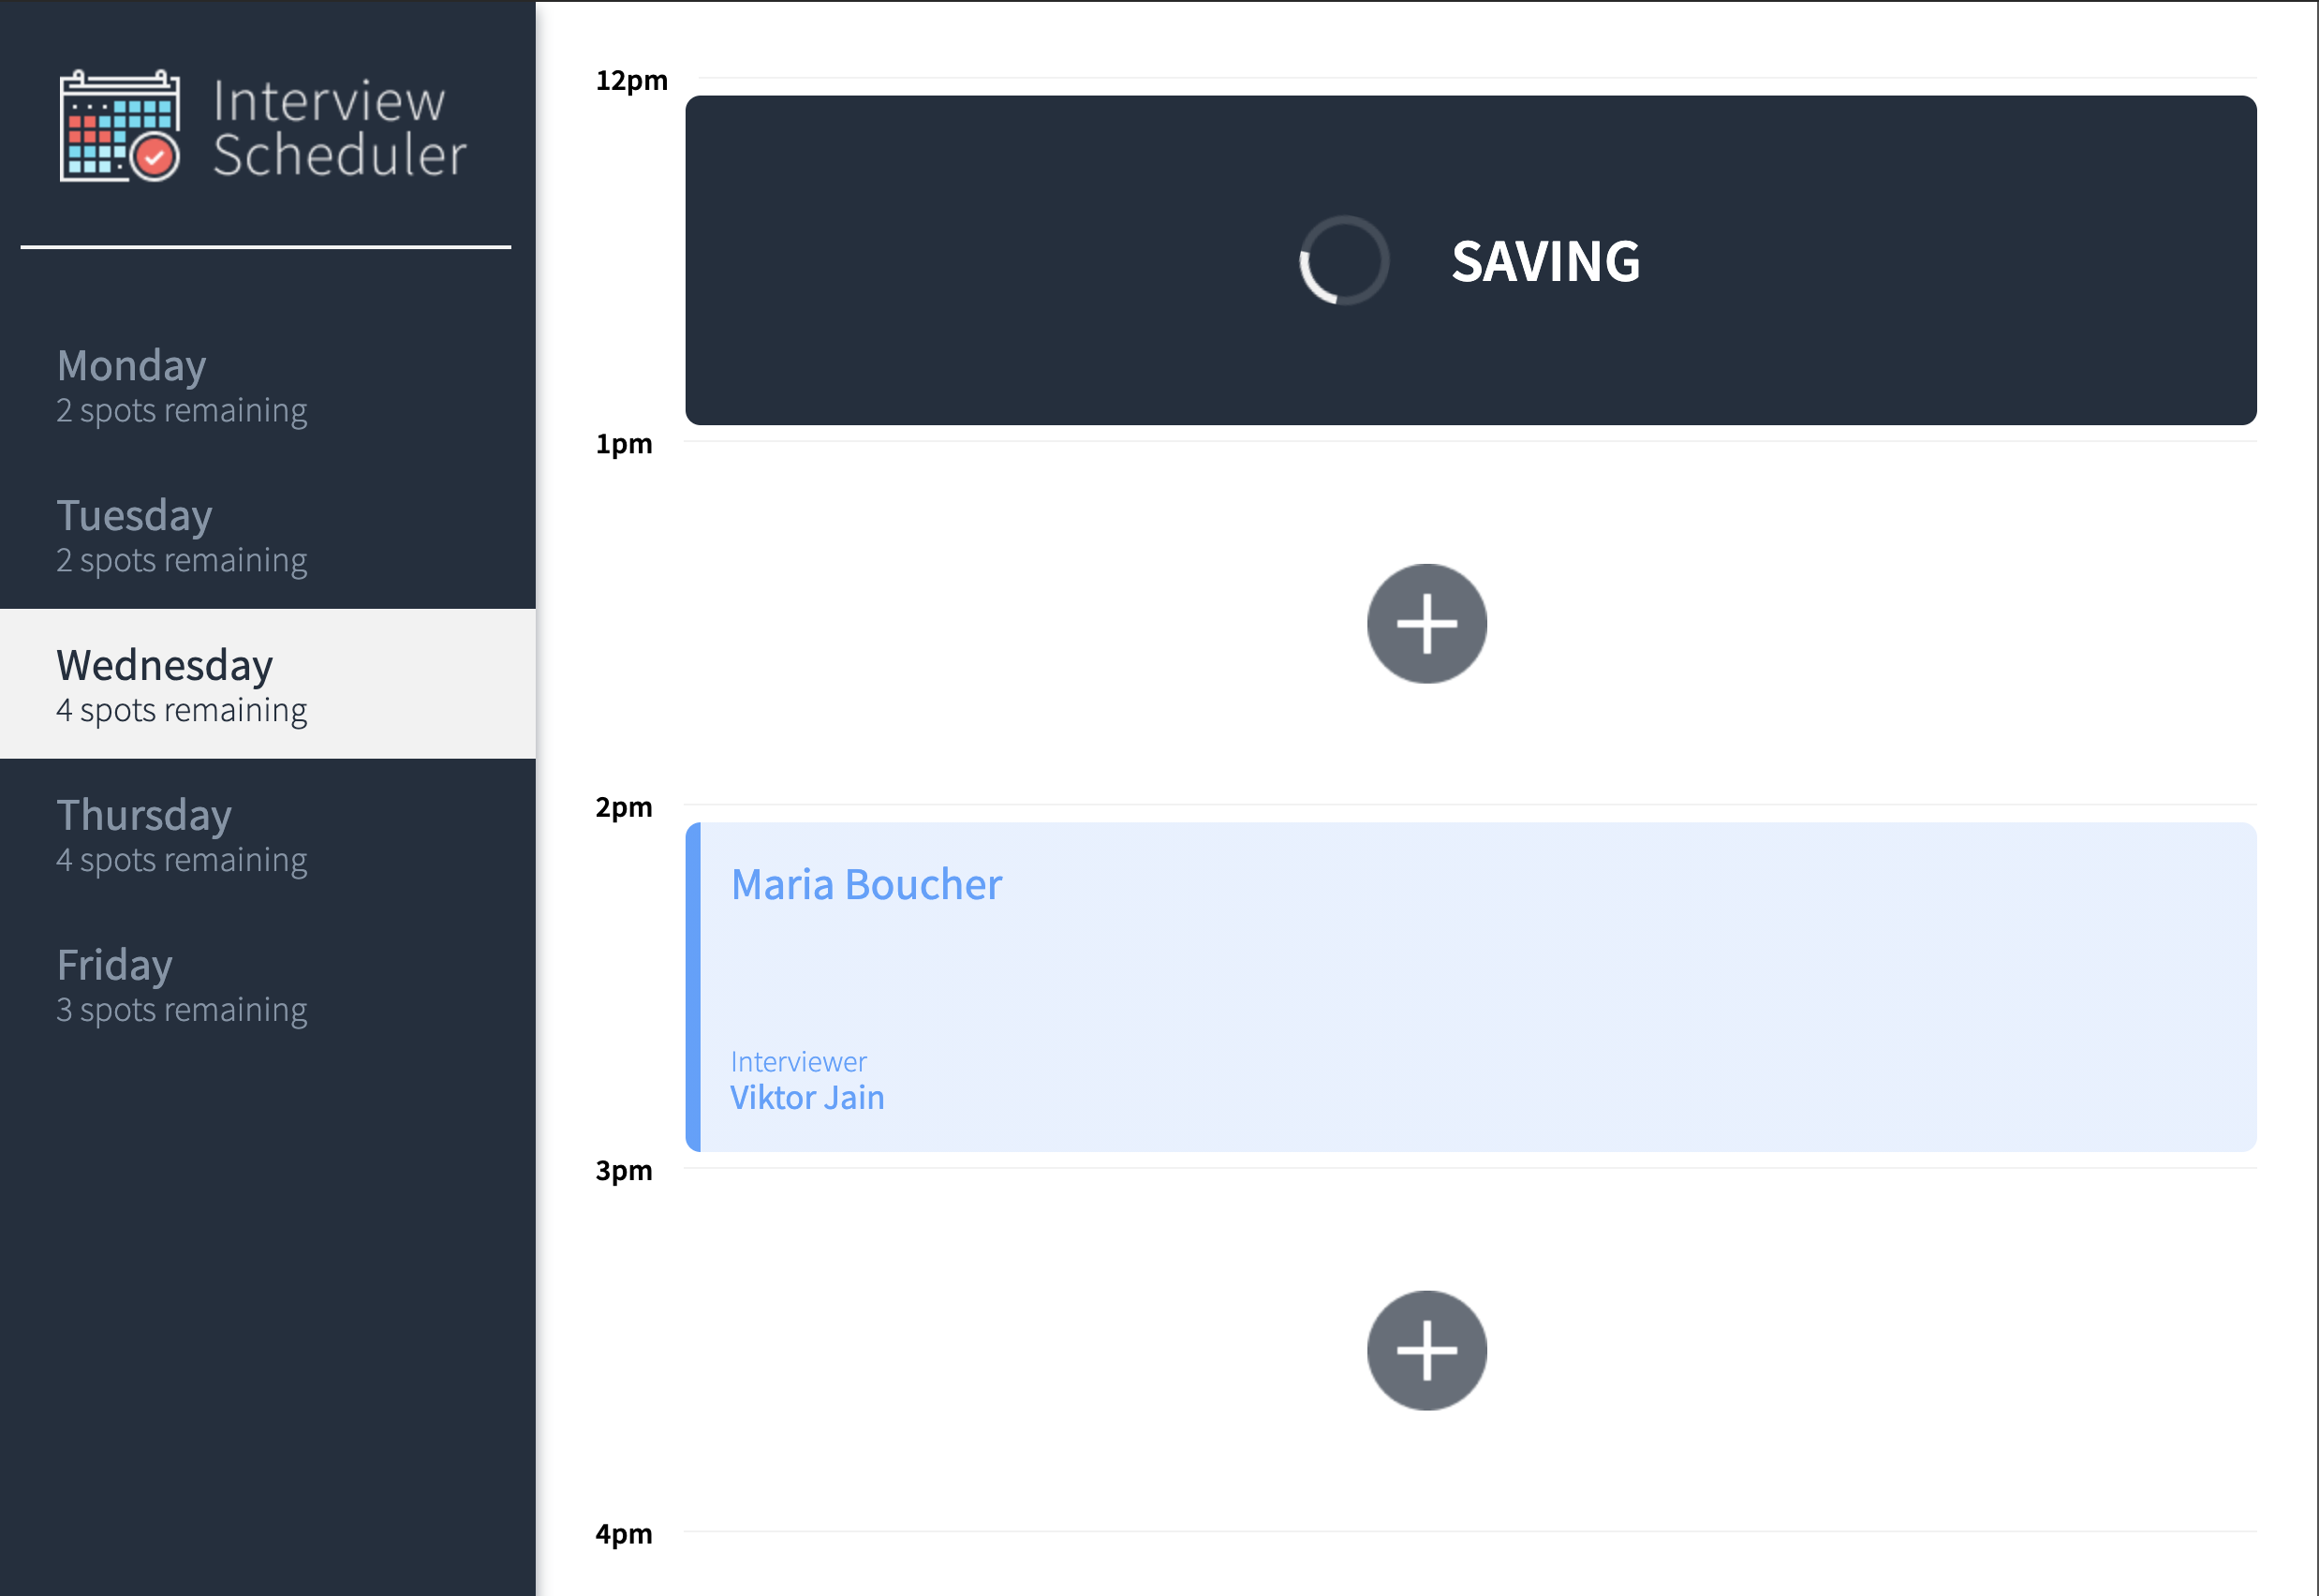 Interview
Scheduler
Monday
2 spots remaining
Tuesday
2 spots remaining
Wednesday
4 spots remaining
Thursday
4 spots remaining
Friday
3 spots remaining
12pm
SAVING
1pm
2pm
Maria Boucher
Interviewer
Viktor Jain
3pm
4pm